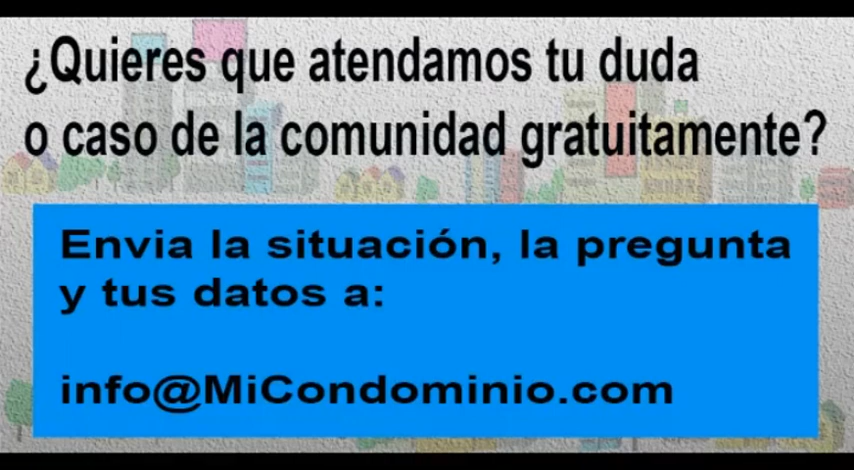 ¿Quieres que atendamos tu duda
o caso de la comunidad gratuitamente?
Envia la situación, la pregunta
y tus datos a:
info@MiCondominio.com